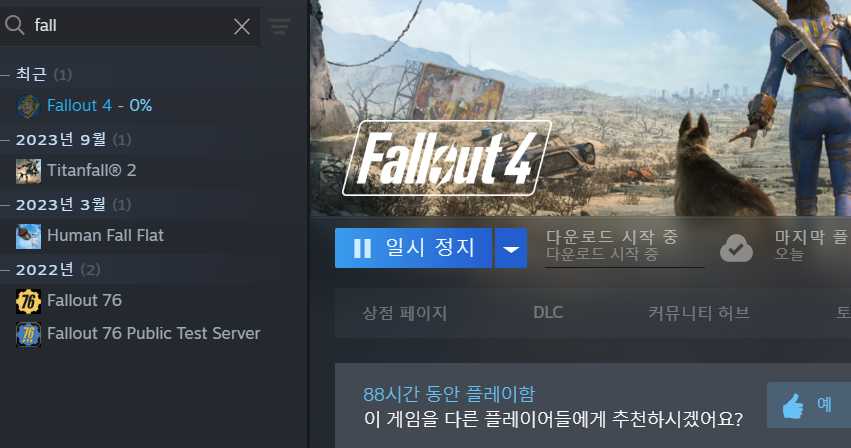 fall
최근 (1)
Fallout 4 - 0%
2023년 9월 (1)
Titanfall® 2
2023년 3월 (1)
Human Fall Flat
2022년 (2)
Fallout 76
Fallout 76 Public Test Server
Fallout 4
일시 정지
다운로드 시작 중
다운로드 시작 중
마지막 플
오늘
상점 페이지
DLC
커뮤니티 허브
토
88시간 동안 플레이함
이 게임을 다른 플레이어들에게 추천하시겠어요?
예